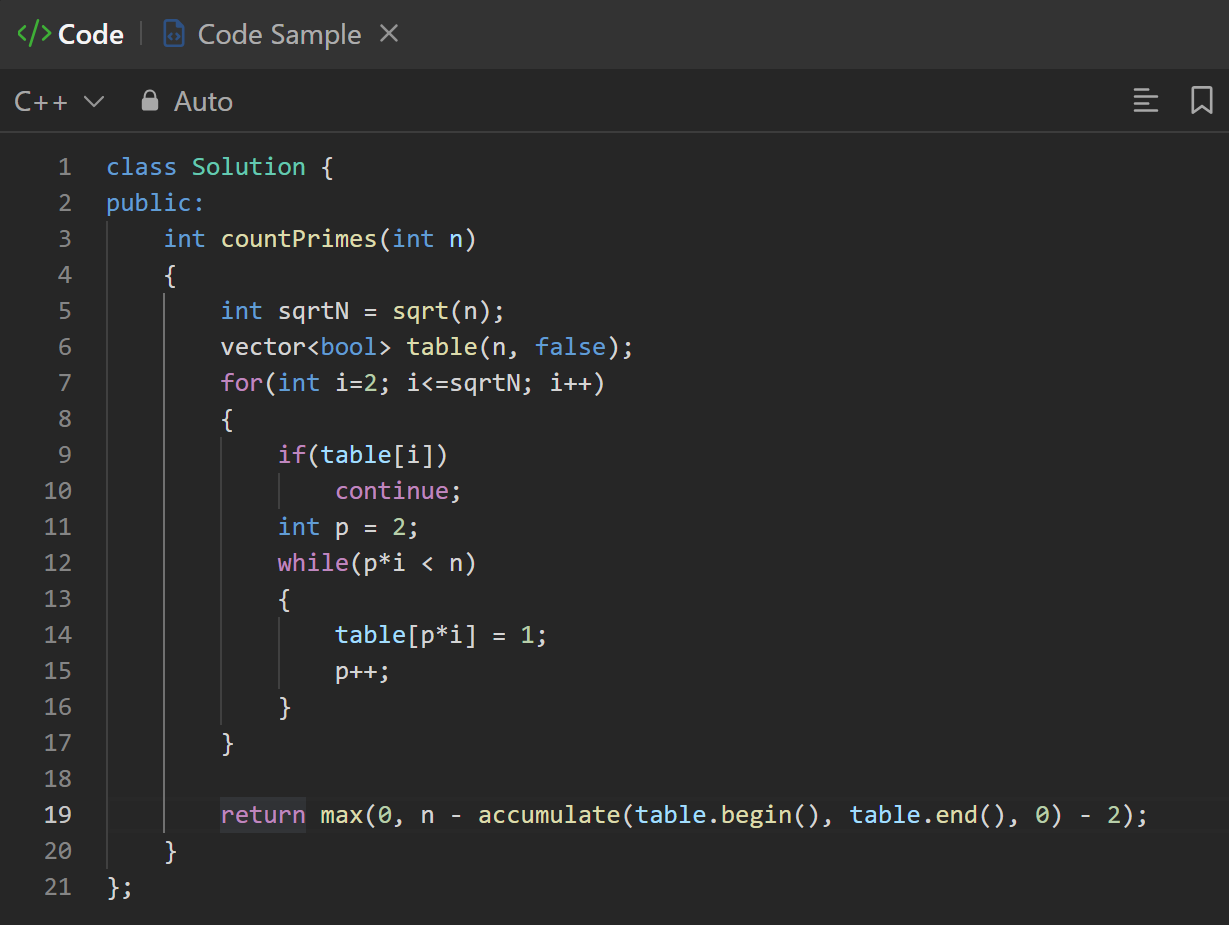 </> Code | Code Sample ×
C++ Auto
1 class Solution {
2 public:
3     int countPrimes(int n)
4     {
5         int sqrtN = sqrt(n);
6         vector<bool> table(n, false);
7         for(int i=2; i<=sqrtN; i++)
8         {
9             if(table[i])
10                 continue;
11             int p = 2;
12             while(p*i < n)
13             {
14                 table[p*i] = 1;
15                 p++;
16             }
17         }
18
19         return max(0, n - accumulate(table.begin(), table.end(), 0) - 2);
20     }
21 };